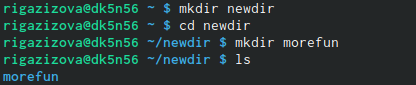 rigazizova@dk5n56 ~ $ mkdir newdir
rigazizova@dk5n56 ~ $ cd newdir
rigazizova@dk5n56 ~/newdir $ mkdir morefun
rigazizova@dk5n56 ~/newdir $ ls
morefun